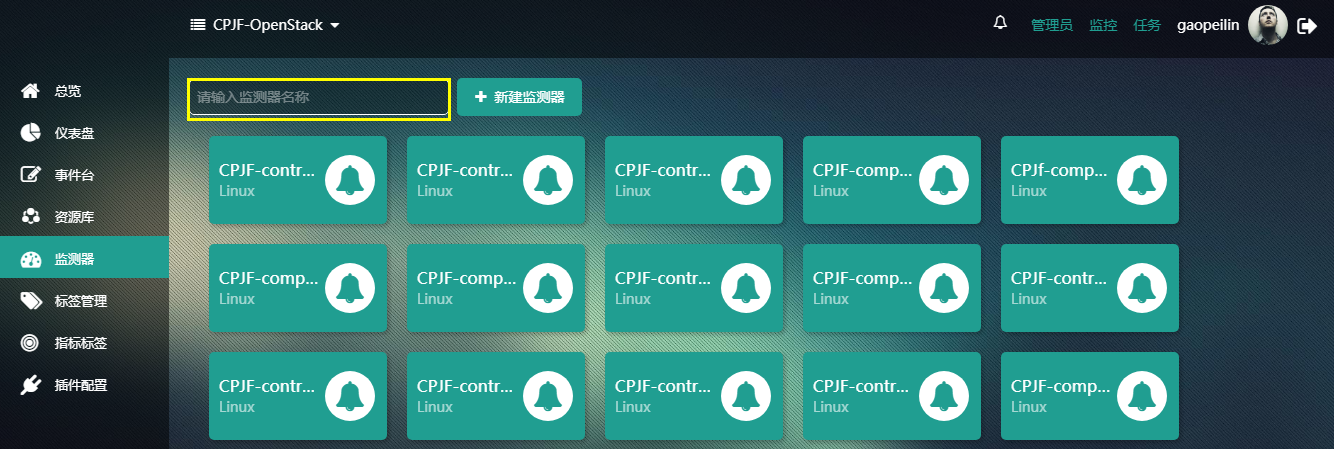 CPJF-OpenStack
管理员 监控 任务 gaopeilin
总览
仪表盘
事件台
资源库
监测器
标签管理
指标标签
插件配置
请输入监测器名称
新建监测器
CPJF-contr... CPJF-contr... CPJF-contr... CPJF-comp... CPJf-comp...
Linux Linux Linux Linux Linux
CPJF-comp... CPJF-comp... CPJF-contr... CPJF-comp... CPJF-contr...
Linux Linux Linux Linux Linux
CPJF-contr... CPJF-contr... CPJF-contr... CPJF-contr... CPJF-comp...
Linux Linux Linux Linux Linux